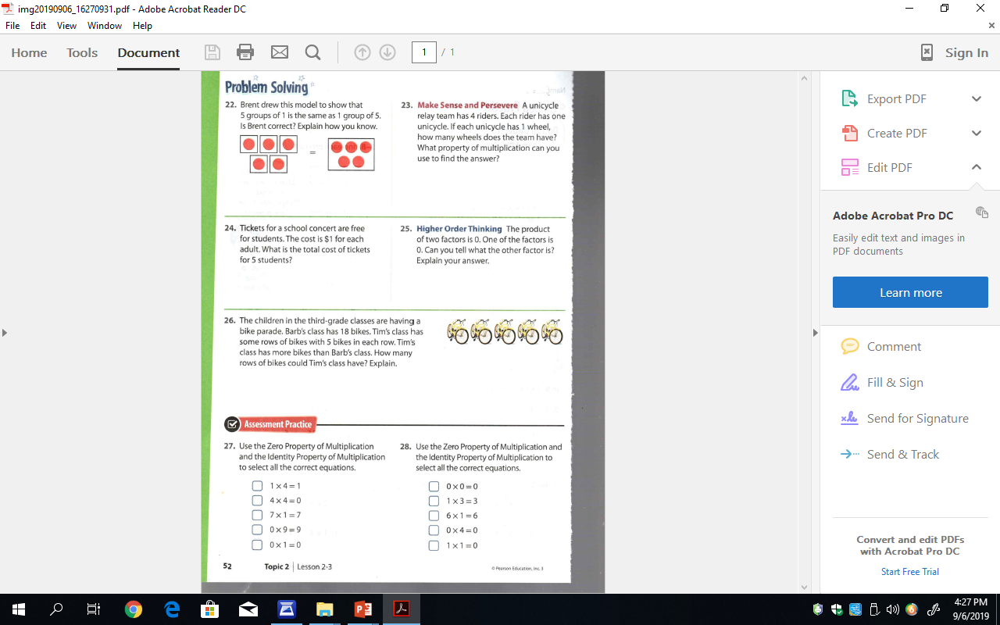 img20190906_16270931.pdf - Adobe Acrobat Reader DC
File Edit View Window Help
Home Tools Document 1 / 1 Sign In
Problem Solving
22. Brent drew this model to show that
5 groups of 1 is the same as 1 group of 5.
Is Brent correct? Explain how you know.
=
23. Make Sense and Persevere A unicycle
relay team has 4 riders. Each rider has one
unicycle. If each unicycle has 1 wheel,
how many wheels does the team have?
What property of multiplication can you
use to find the answer?
24. Tickets for a school concert are free
for students. The cost is $1 for each
adult. What is the total cost of tickets
for 5 students?
25. Higher Order Thinking The product
of two factors is 0. One of the factors is
0. Can you tell what the other factor is?
Explain your answer.
26. The children in the third-grade classes are having a
bike parade. Barb's class has 18 bikes. Tim's class has
some rows of bikes with 5 bikes in each row. Tim's
class has more bikes than Barb's class. How many
rows of bikes could Tim's class have? Explain.
Assessment Practice
27. Use the Zero Property of Multiplication
and the Identity Property of Multiplication
to select all the correct equations.
1 × 4 = 1
4 × 4 = 0
7 × 1 = 7
0 × 9 = 9
0 × 1 = 0
28. Use the Zero Property of Multiplication and
the Identity Property of Multiplication to
select all the correct equations.
0 × 0 = 0
1 × 3 = 3
6 × 1 = 6
0 × 4 = 0
1 × 1 = 0
52 Topic 2 | Lesson 2-3
© Pearson Education, Inc. 3
Export PDF
Create PDF
Edit PDF
Adobe Acrobat Pro DC
Easily edit text and images in
PDF documents
Learn more
Comment
Fill & Sign
Send for Signature
Send & Track
Convert and edit PDFs
with Acrobat Pro DC
Start Free Trial
4:27 PM
9/6/2019